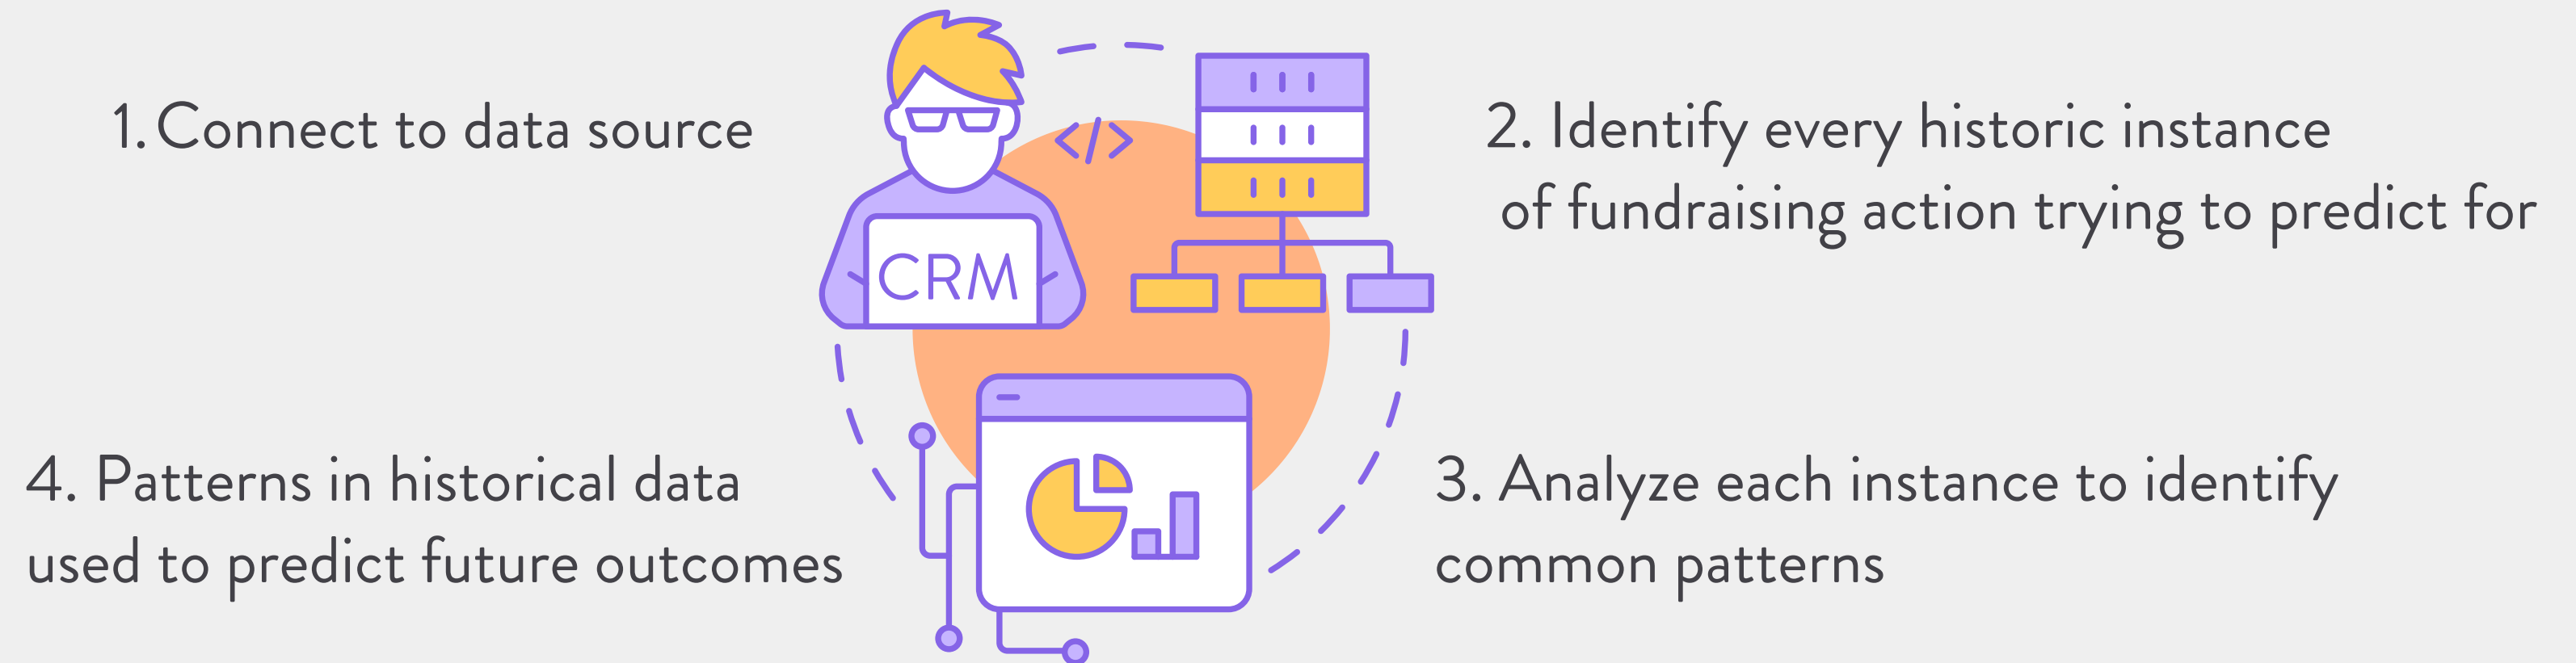 1. Connect to data source
</>
CRM
2. Identify every historic instance
of fundraising action trying to predict for
3. Analyze each instance to identify
common patterns
4. Patterns in historical data
used to predict future outcomes